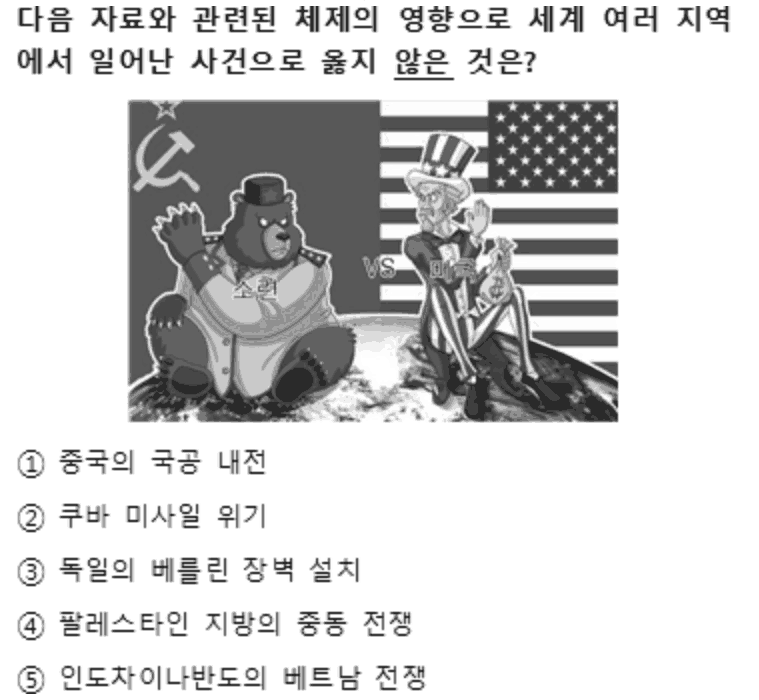 다음 자료와 관련된 체제의 영향으로 세계 여러 지역
에서 일어난 사건으로 옳지 않은 것은?
소련 VS 미국
① 중국의 국공 내전
② 쿠바 미사일 위기
③ 독일의 베를린 장벽 설치
④ 팔레스타인 지방의 중동 전쟁
⑤ 인도차이나반도의 베트남 전쟁